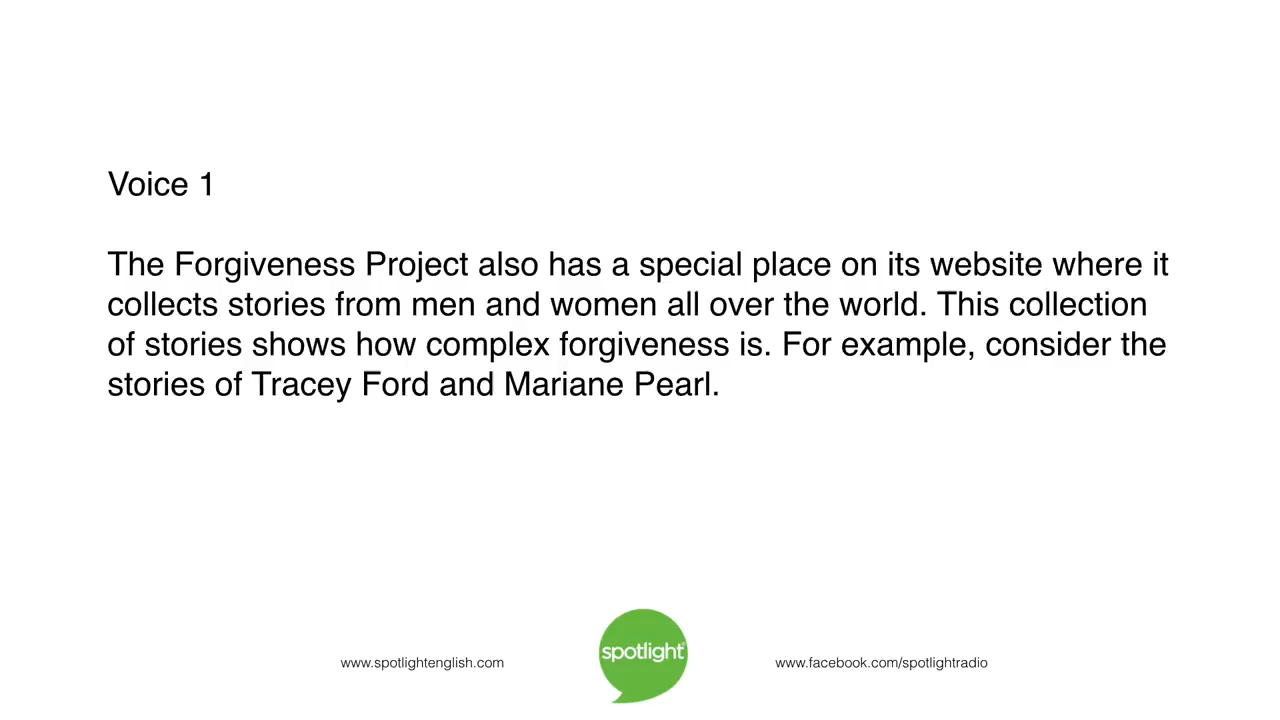 Voice 1
The Forgiveness Project also has a special place on its website where it
collects stories from men and women all over the world. This collection
of stories shows how complex forgiveness is. For example, consider the
stories of Tracey Ford and Mariane Pearl.
www.spotlightenglish.com
spotlight
www.facebook.com/spotlightradio